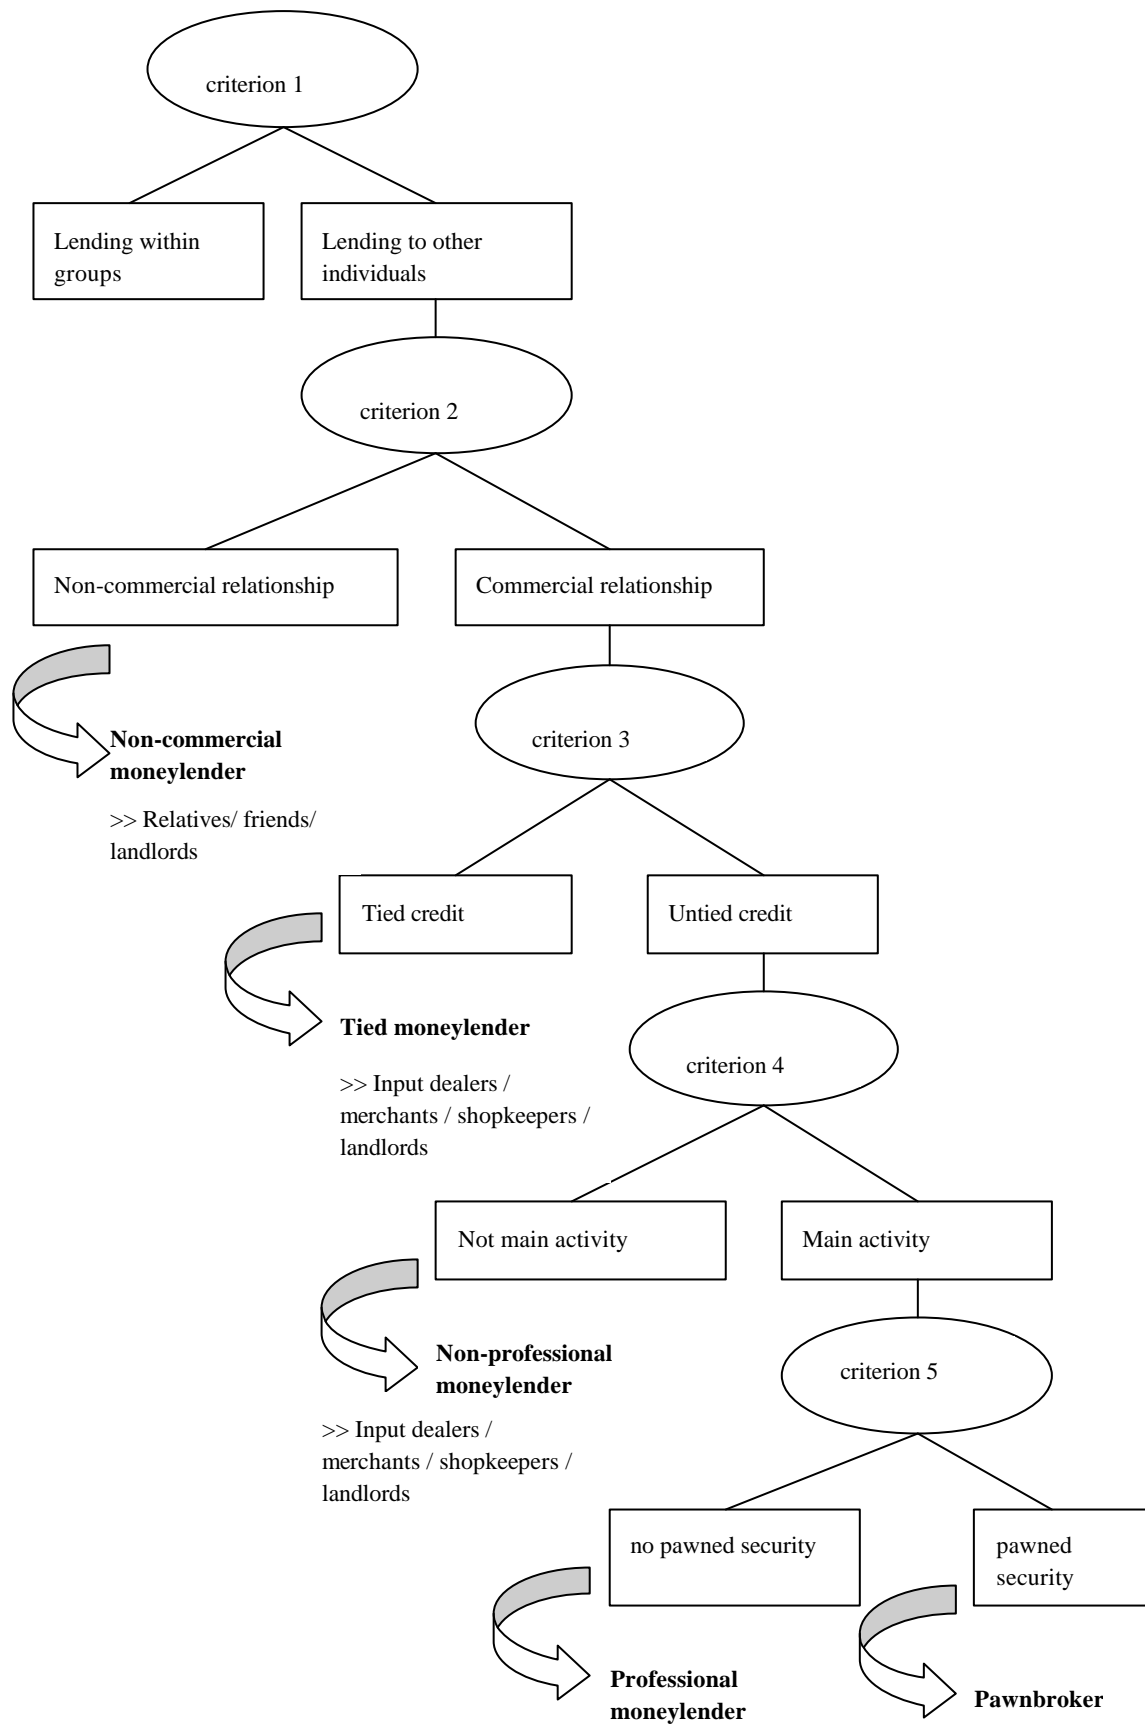 criterion 1
Lending within
groups
Lending to other
individuals
criterion 2
Non-commercial relationship
Commercial relationship
Non-commercial
moneylender
>> Relatives/ friends/
landlords
criterion 3
Tied credit
Untied credit
Tied moneylender
>> Input dealers /
merchants / shopkeepers /
landlords
criterion 4
Not main activity
Main activity
Non-professional
moneylender
>> Input dealers /
merchants / shopkeepers /
landlords
criterion 5
no pawned security
pawned
security
Professional
moneylender
Pawnbroker